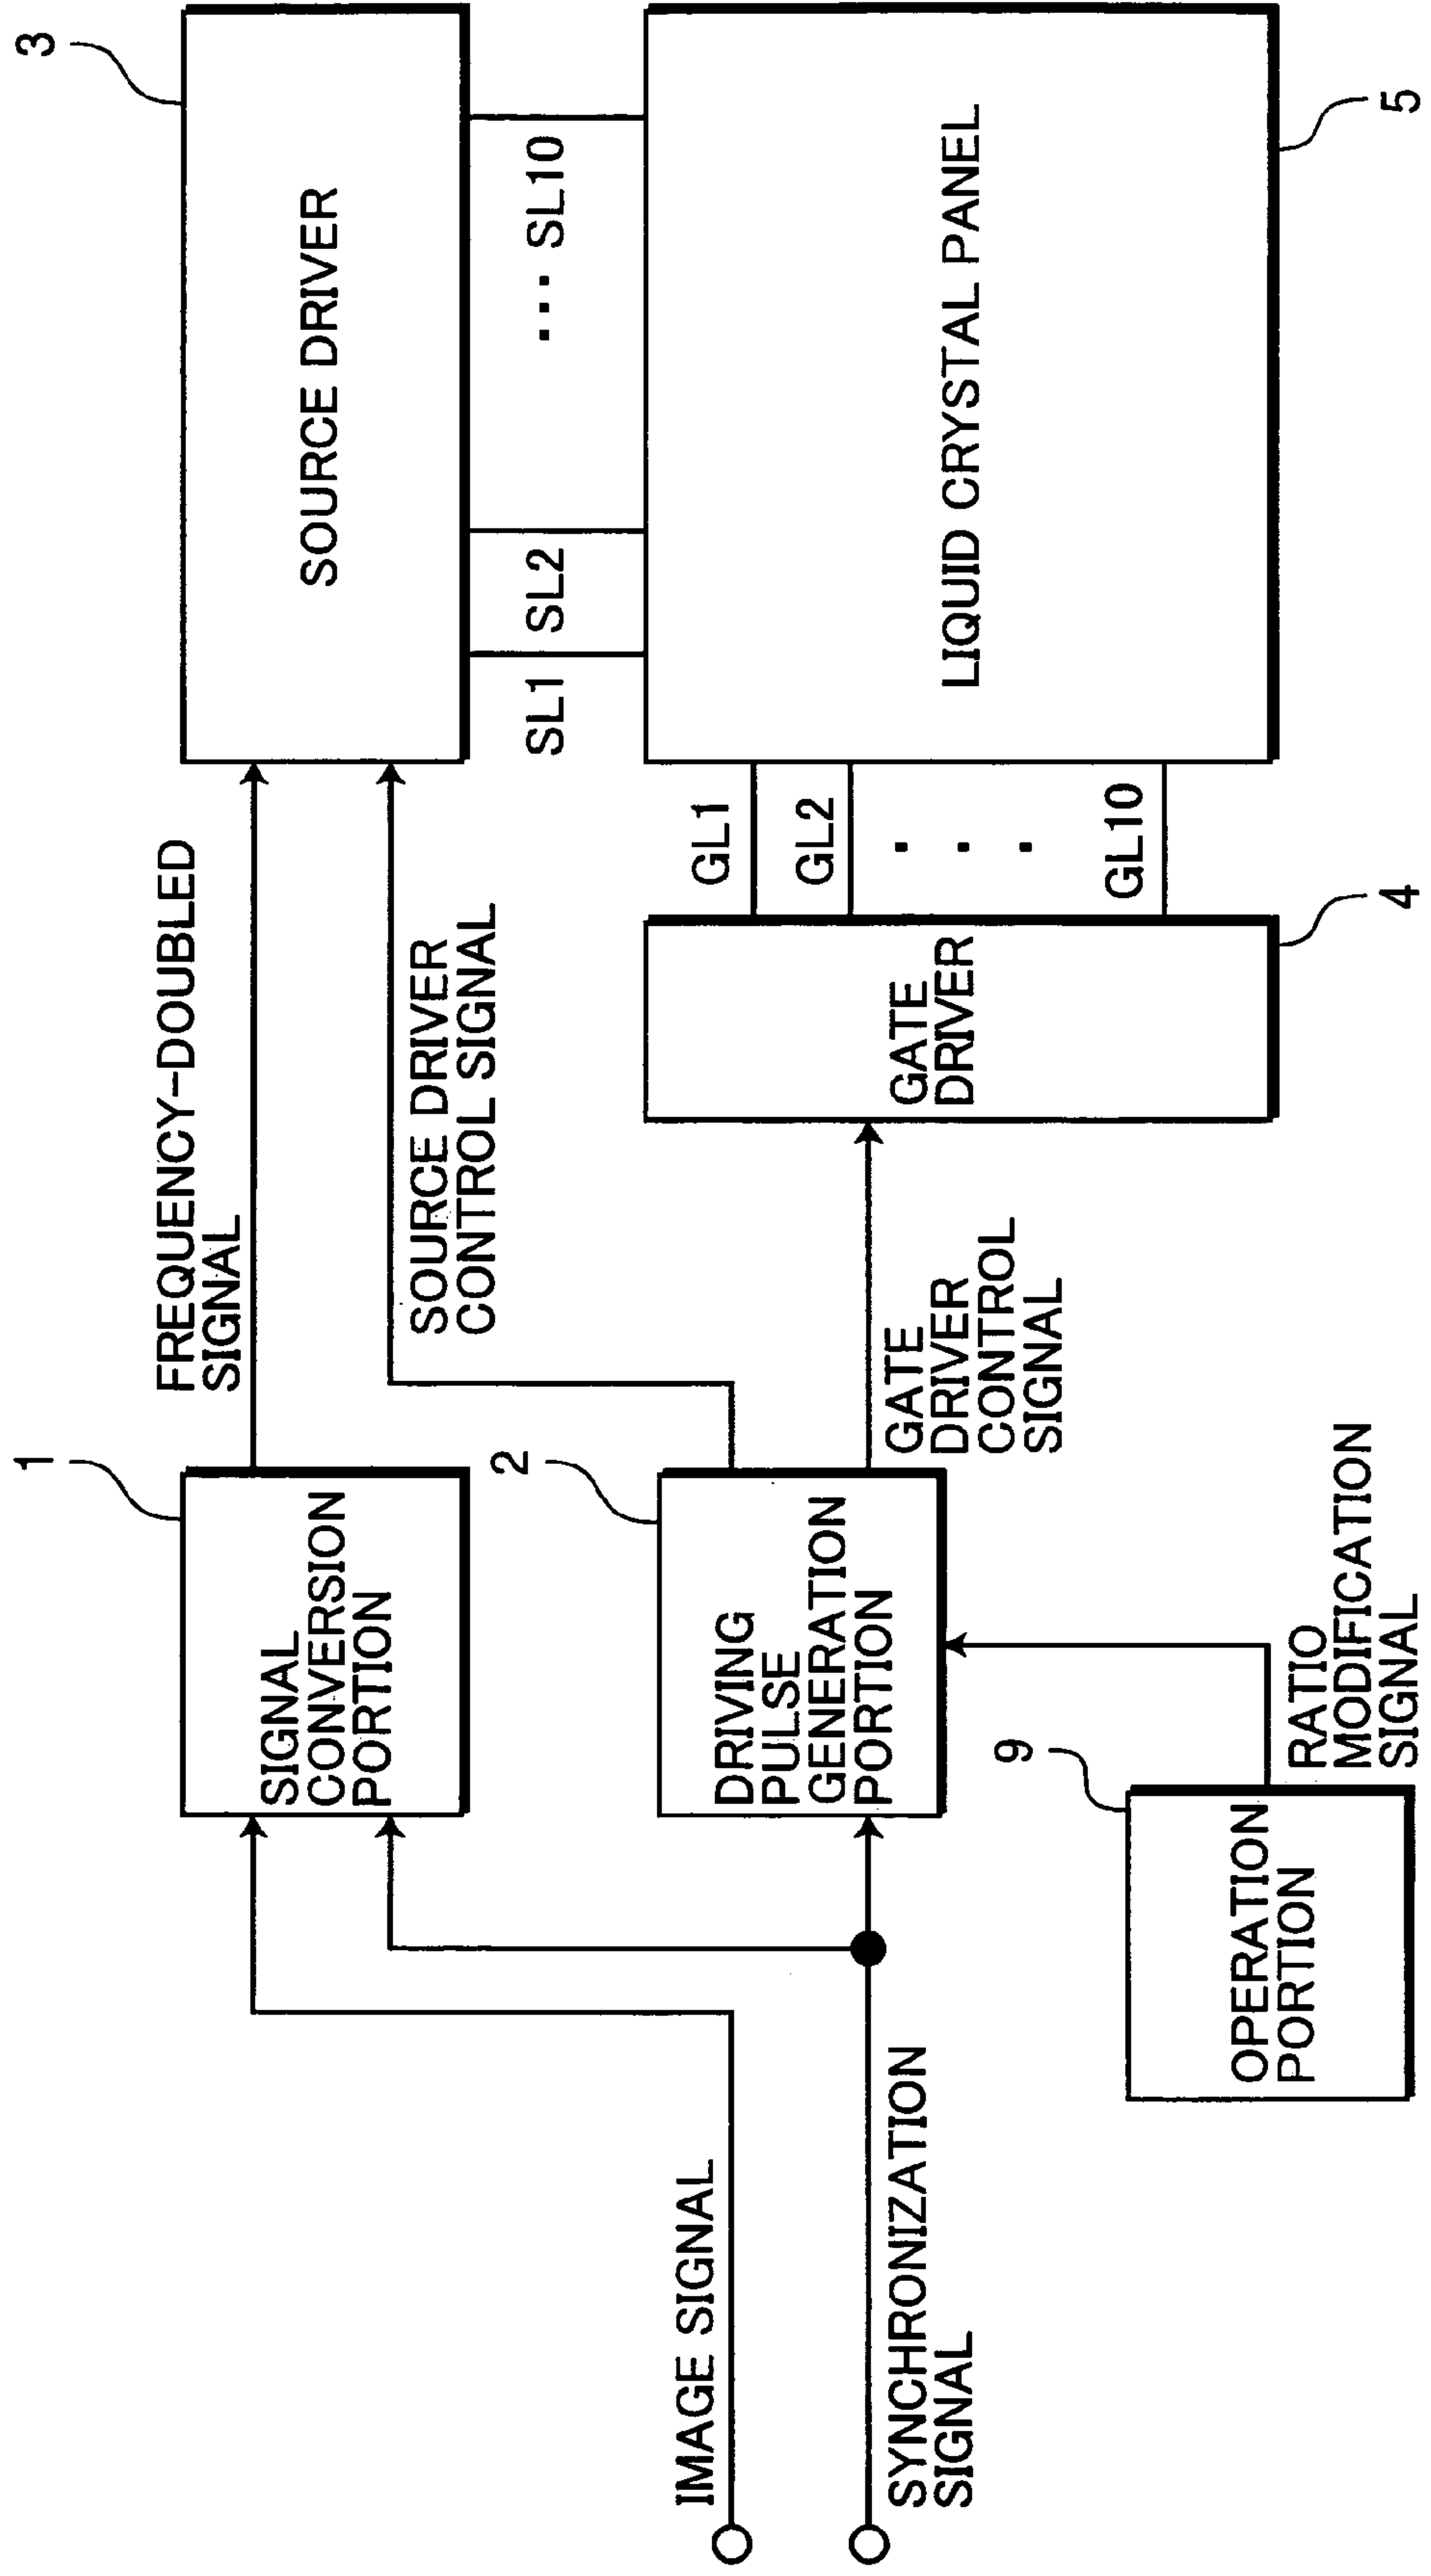 1
SIGNAL
CONVERSION
PORTION
FREQUENCY-DOUBLED
SIGNAL
3
SOURCE DRIVER
SOURCE DRIVER
CONTROL SIGNAL
SL1
SL2
... SL10
IMAGE SIGNAL
SYNCHRONIZATION
SIGNAL
2
DRIVING
PULSE
GENERATION
PORTION
GATE
DRIVER
CONTROL
SIGNAL
GATE
DRIVER
4
GL1
GL2
. . .
GL10
LIQUID CRYSTAL PANEL
5
9
OPERATION
PORTION
RATIO
MODIFICATION
SIGNAL